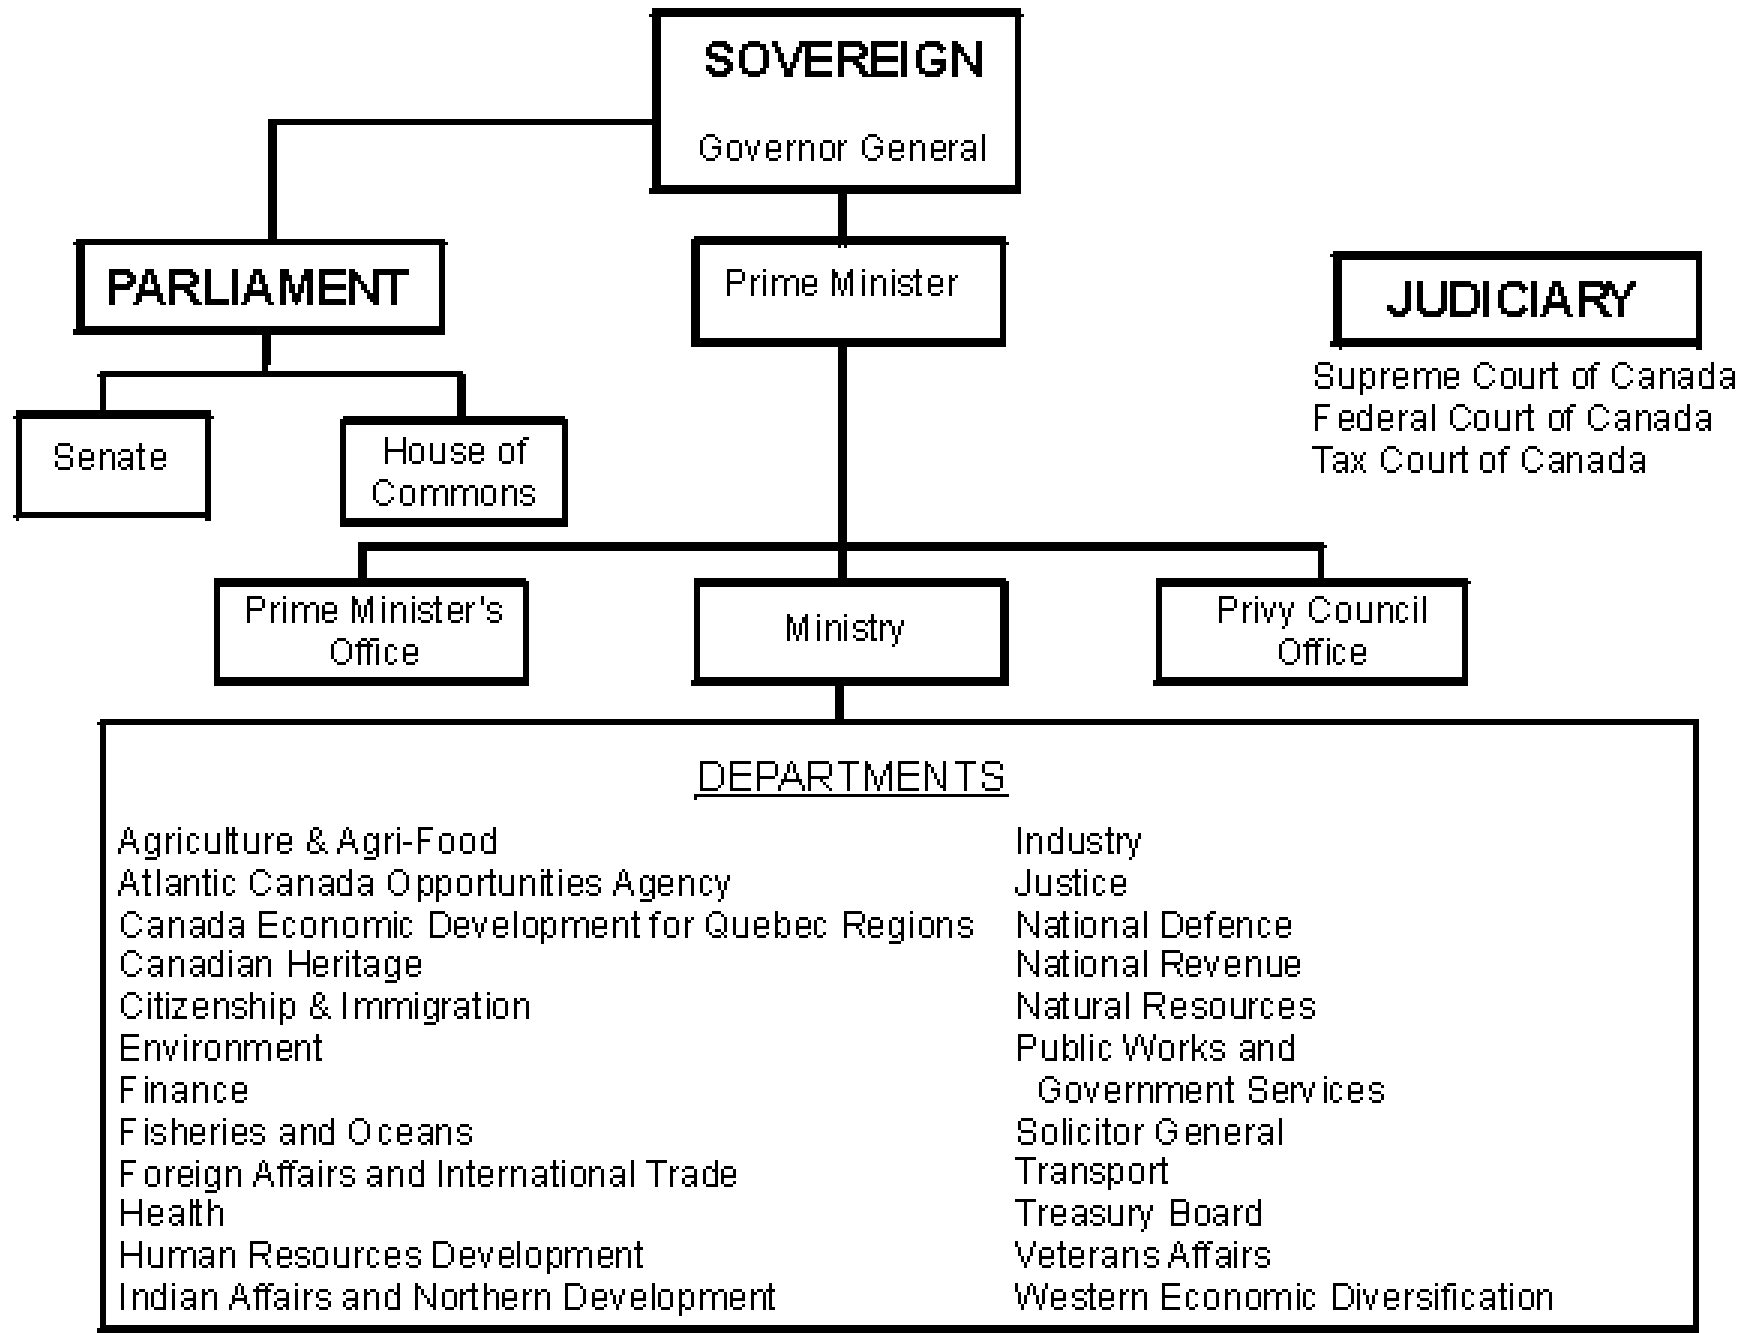 SOVEREIGN
Governor General
PARLIAMENT
Prime Minister
JUDICIARY
Supreme Court of Canada
Federal Court of Canada
Tax Court of Canada
Senate
House of
Commons
Prime Minister's
Office
Ministry
Privy Council
Office
DEPARTMENTS
Agriculture & Agri-Food
Atlantic Canada Opportunities Agency
Canada Economic Development for Quebec Regions
Canadian Heritage
Citizenship & Immigration
Environment
Finance
Fisheries and Oceans
Foreign Affairs and International Trade
Health
Human Resources Development
Indian Affairs and Northern Development
Industry
Justice
National Defence
National Revenue
Natural Resources
Public Works and
Government Services
Solicitor General
Transport
Treasury Board
Veterans Affairs
Western Economic Diversification